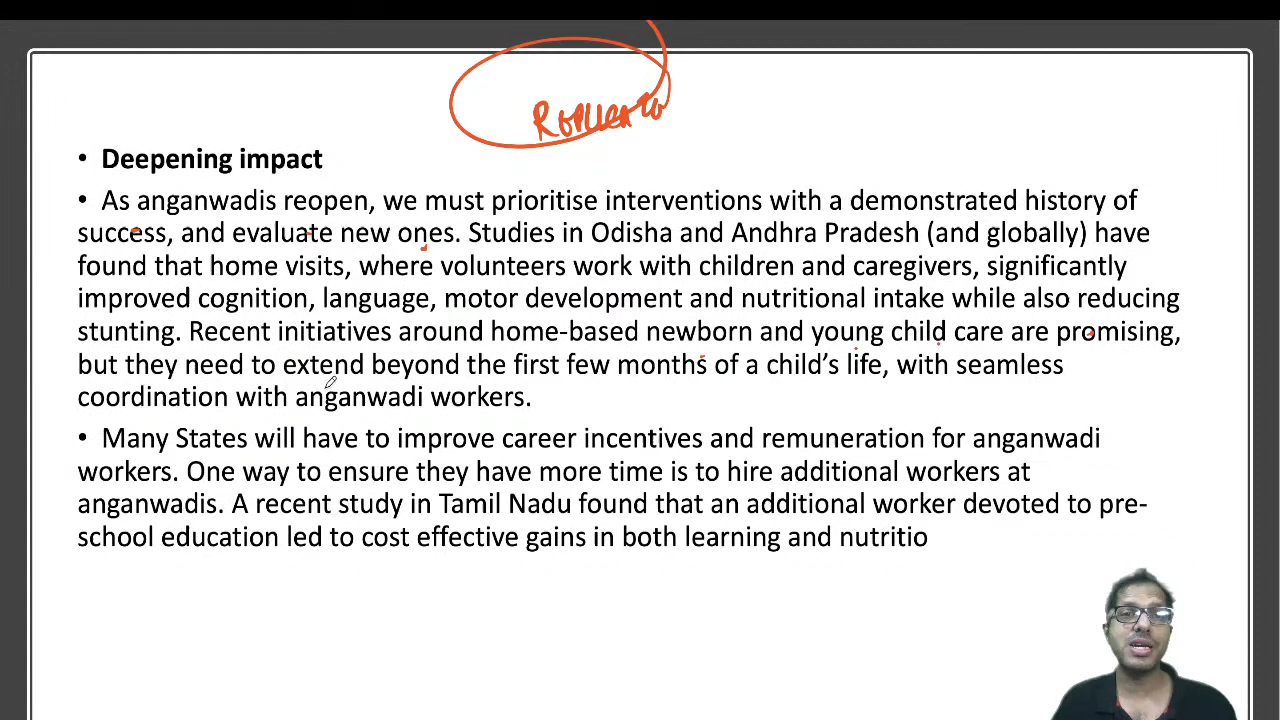 • Deepening impact
• As anganwadis reopen, we must prioritise interventions with a demonstrated history of
success, and evaluate new ones. Studies in Odisha and Andhra Pradesh (and globally) have
found that home visits, where volunteers work with children and caregivers, significantly
improved cognition, language, motor development and nutritional intake while also reducing
stunting. Recent initiatives around home-based newborn and young child care are promising,
but they need to extend beyond the first few months of a child’s life, with seamless
coordination with anganwadi workers.
• Many States will have to improve career incentives and remuneration for anganwadi
workers. One way to ensure they have more time is to hire additional workers at
anganwadis. A recent study in Tamil Nadu found that an additional worker devoted to pre-
school education led to cost effective gains in both learning and nutritio